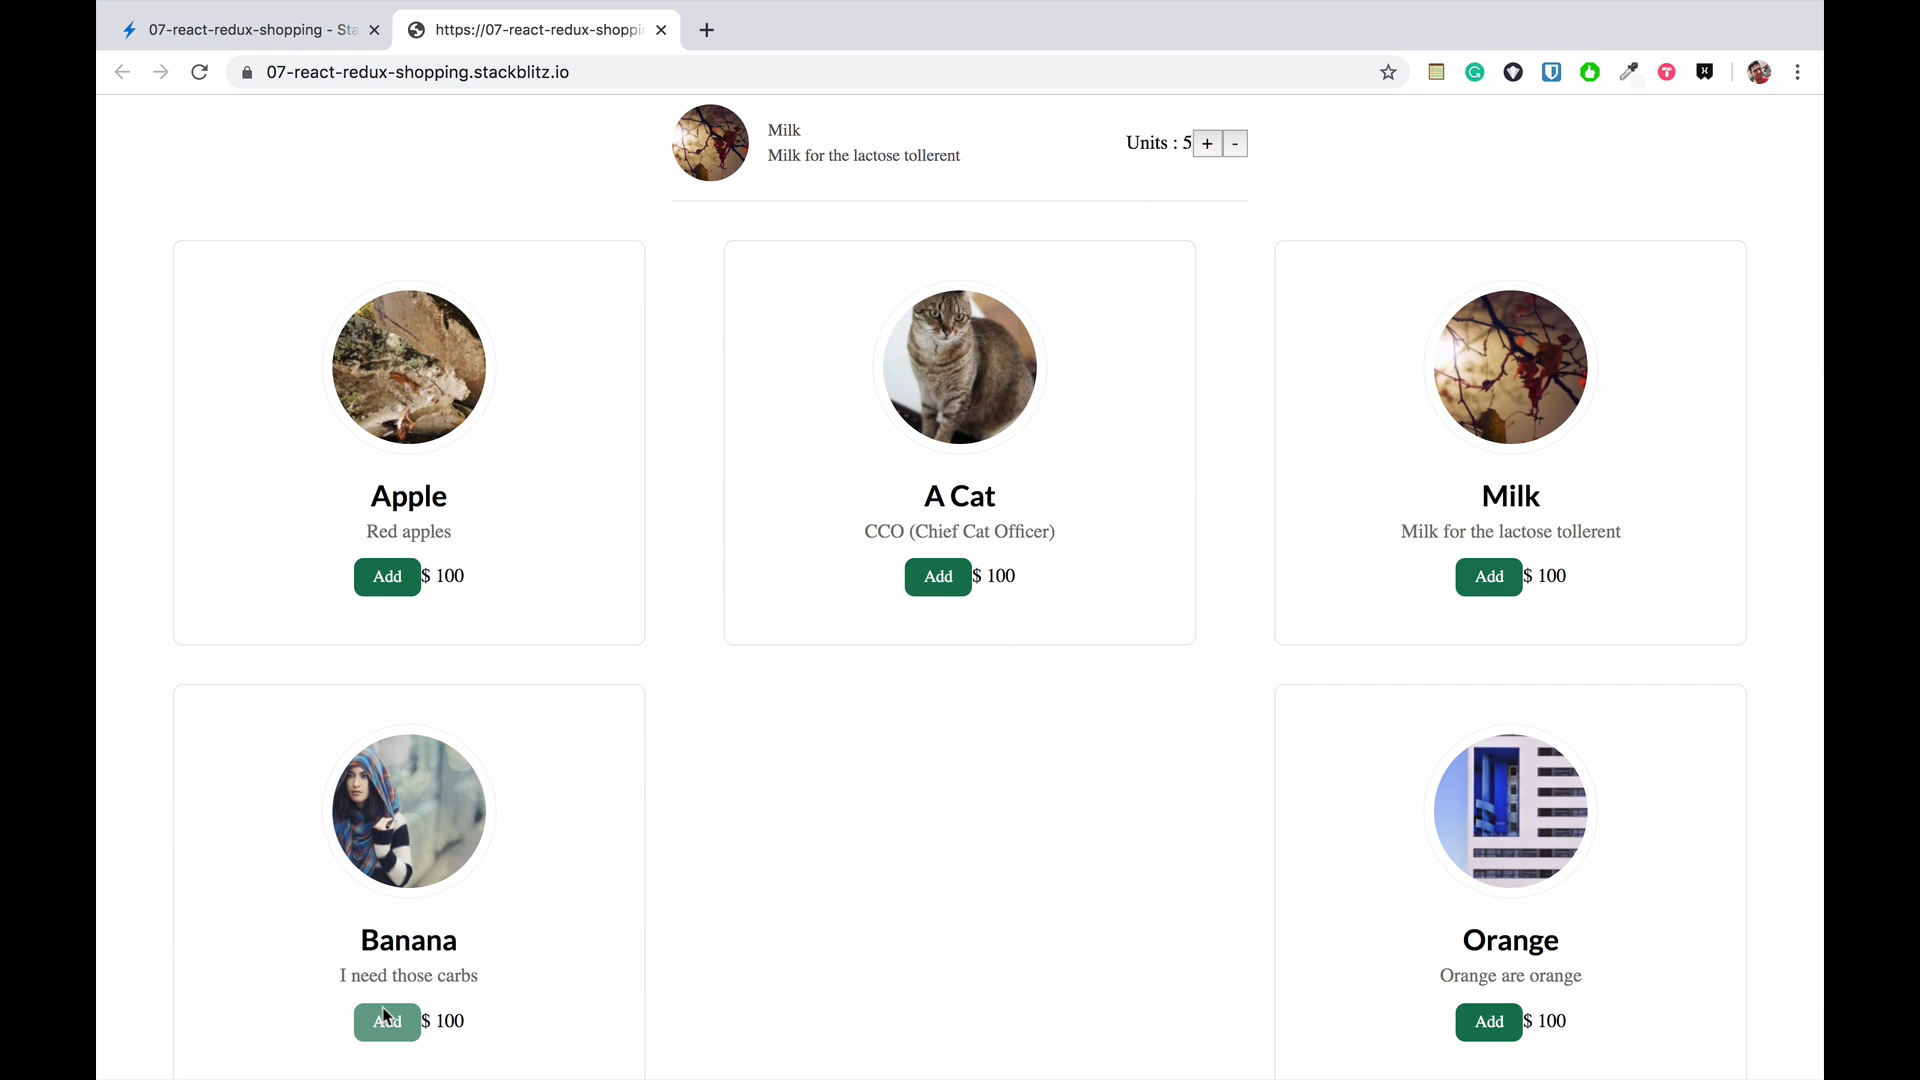 07-react-redux-shopping - Sta
https://07-react-redux-shoppi
07-react-redux-shopping.stackblitz.io
Milk
Milk for the lactose tollerent
Units : 5 + -
Apple
Red apples
Add $ 100
A Cat
CCO (Chief Cat Officer)
Add $ 100
Milk
Milk for the lactose tollerent
Add $ 100
Banana
I need those carbs
Add $ 100
Orange
Orange are orange
Add $ 100